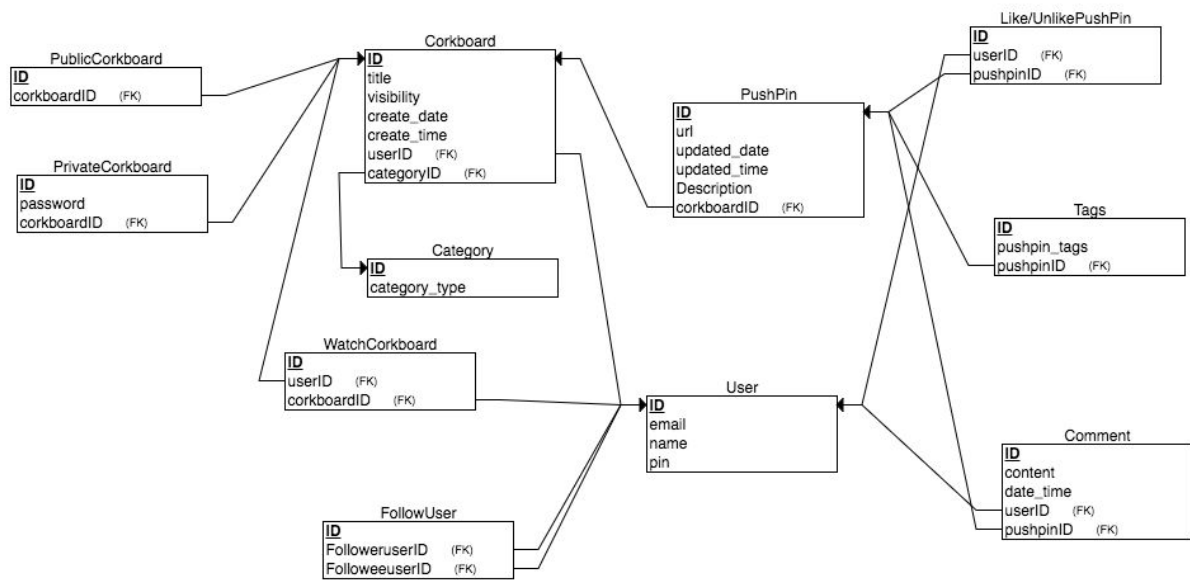 Like/UnlikePushPin
ID
userID (FK)
pushpinID (FK)
Corkboard
ID
title
visibility
create_date
create_time
userID (FK)
categoryID (FK)
PublicCorkboard
ID
corkboardID (FK)
PushPin
ID
url
updated_date
updated_time
Description
corkboardID (FK)
PrivateCorkboard
ID
password
corkboardID (FK)
Tags
ID
pushpin_tags
pushpinID (FK)
Category
ID
category_type
WatchCorkboard
ID
userID (FK)
corkboardID (FK)
User
ID
email
name
pin
Comment
ID
content
date_time
userID (FK)
pushpinID (FK)
FollowUser
ID
FolloweruserID (FK)
FolloweeuserID (FK)